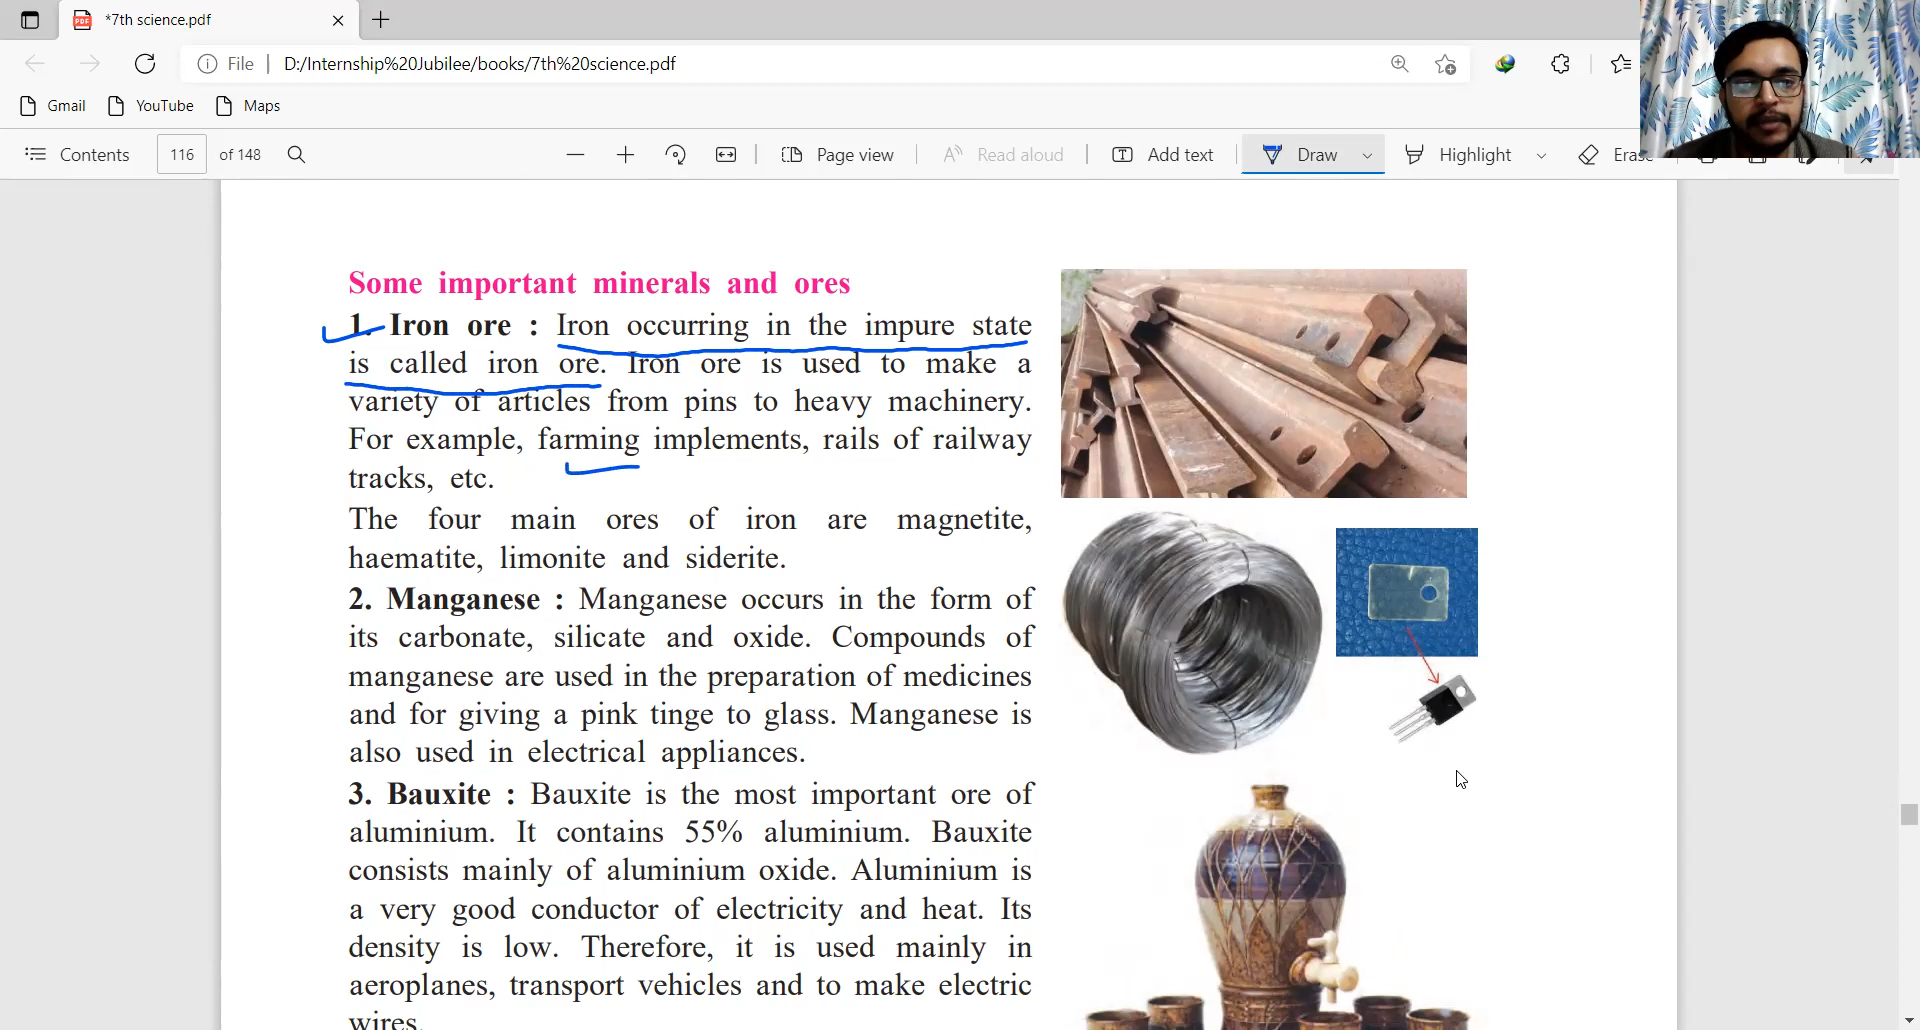 *7th science.pdf
File D:/Internship%20Jubilee/books/7th%20science.pdf
Gmail YouTube Maps
Contents 116 of 148 Page view Read aloud Add text Draw Highlight Erase
Some important minerals and ores
1. Iron ore : Iron occurring in the impure state
is called iron ore. Iron ore is used to make a
variety of articles from pins to heavy machinery.
For example, farming implements, rails of railway
tracks, etc.
The four main ores of iron are magnetite,
haematite, limonite and siderite.
2. Manganese : Manganese occurs in the form of
its carbonate, silicate and oxide. Compounds of
manganese are used in the preparation of medicines
and for giving a pink tinge to glass. Manganese is
also used in electrical appliances.
3. Bauxite : Bauxite is the most important ore of
aluminium. It contains 55% aluminium. Bauxite
consists mainly of aluminium oxide. Aluminium is
a very good conductor of electricity and heat. Its
density is low. Therefore, it is used mainly in
aeroplanes, transport vehicles and to make electric
wires.